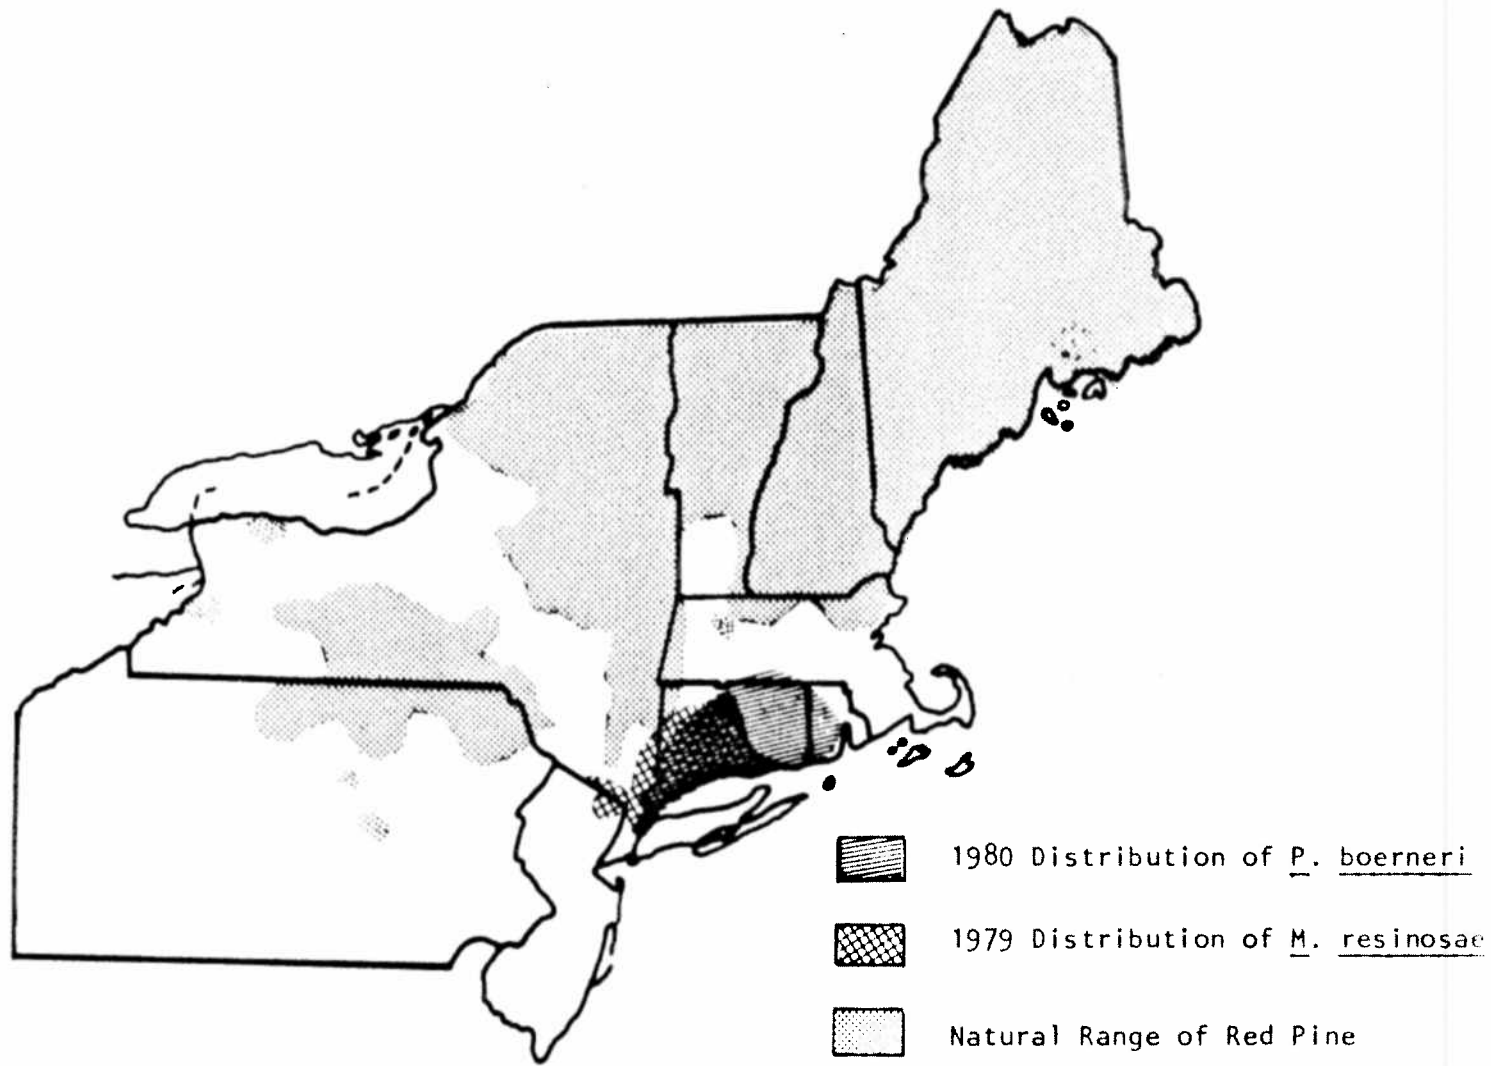 1980 Distribution of P. boerneri
1979 Distribution of M. resinosae
Natural Range of Red Pine